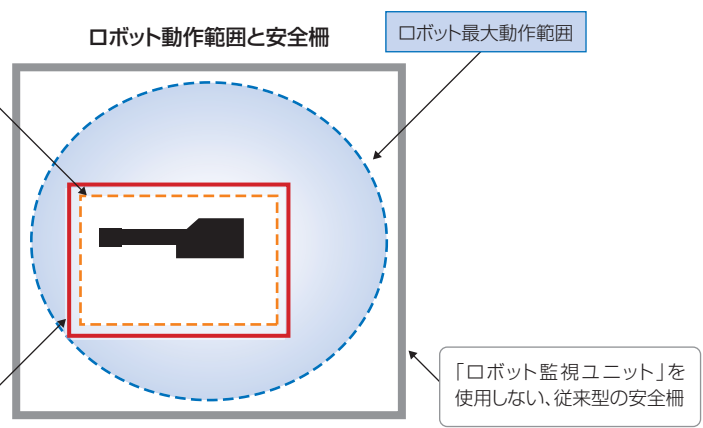 ロボット動作範囲と安全柵
ロボット最大動作範囲
「ロボット監視ユニット」を
使用しない、従来型の安全柵